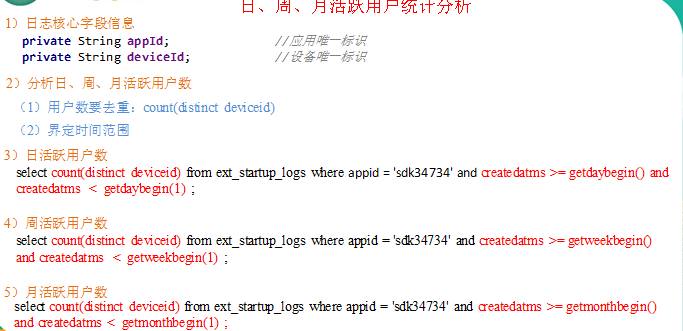 日、周、月活跃用户统计分析
1）日志核心字段信息
private String appId; //应用唯一标识
private String deviceId; //设备唯一标识
2）分析日、周、月活跃用户数
（1）用户数要去重：count(distinct deviceid)
（2）界定时间范围
3）日活跃用户数
select count(distinct deviceid) from ext_startup_logs where appid = 'sdk34734' and createdatms >= getdaybegin() and
createdatms < getdaybegin(1)；
4）周活跃用户数
select count(distinct deviceid) from ext_startup_logs where appid = 'sdk34734' and createdatms >= getweekbegin()
and createdatms < getweekbegin(1)；
5）月活跃用户数
select count(distinct deviceid) from ext_startup_logs where appid = 'sdk34734' and createdatms >= getmonthbegin()
and createdatms < getmonthbegin(1)；